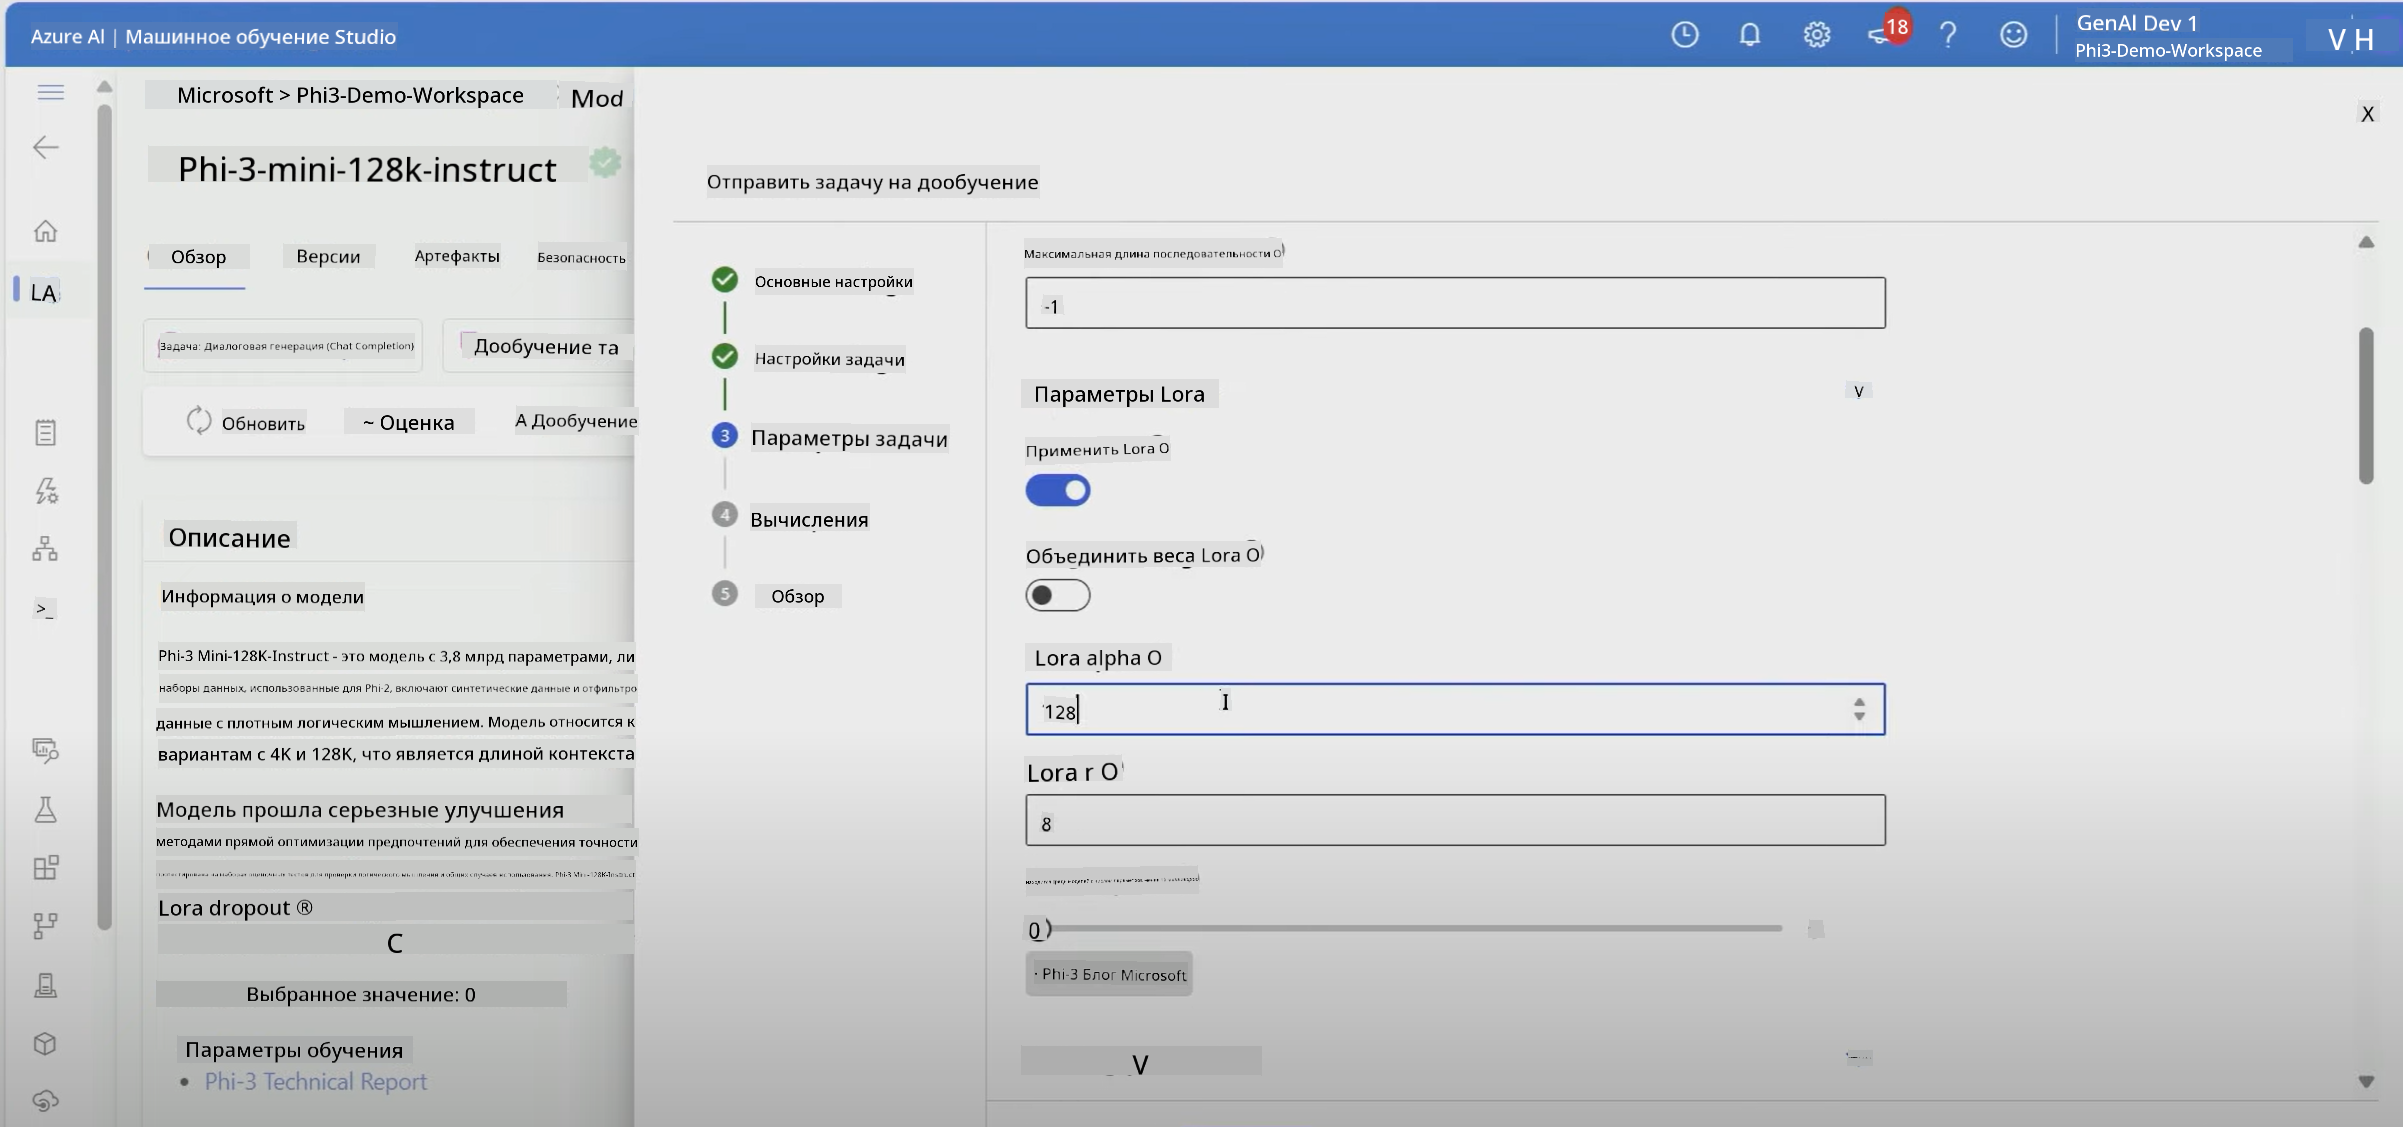 Azure Al | Машинное обучение Studio
18
GenAI Dev 1
Phi3-Demo-Workspace
V H
Microsoft > Phi3-Demo-Workspace
Mod
X
Phi-3-mini-128k-instruct
Отправить задачу на дообучение
Обзор
Версии
Артефакты
Безопасность
LA
Задача: Диалоговая генерация (Chat Completion)
Дообучение та
Обновить
~ Оценка
А Дообучение
Описание
Информация о модели
Phi-3 Mini-128K-Instruct - это модель с 3,8 млрд параметрами, ли
наборы данных, использованные для Phi-2, включают синтетические данные и отфильтро
данные с плотным логическим мышлением. Модель относится к
вариантам с 4K и 128K, что является длиной контекста
Модель прошла серьезные улучшения
методами прямой оптимизации предпочтений для обеспечения точности
Lora dropout ®
C
Выбранное значение: 0
Параметры обучения
• Phi-3 Technical Report
>_
Основные настройки
Настройки задачи
3 Параметры задачи
4 Вычисления
5 Обзор
Максимальная длина последовательности O
-1
Параметры Lora
V
Применить Lora O
Объединить веса Lora O
Lora alpha O
128
Lora r O
8
0
· Phi-3 Блог Microsoft
V